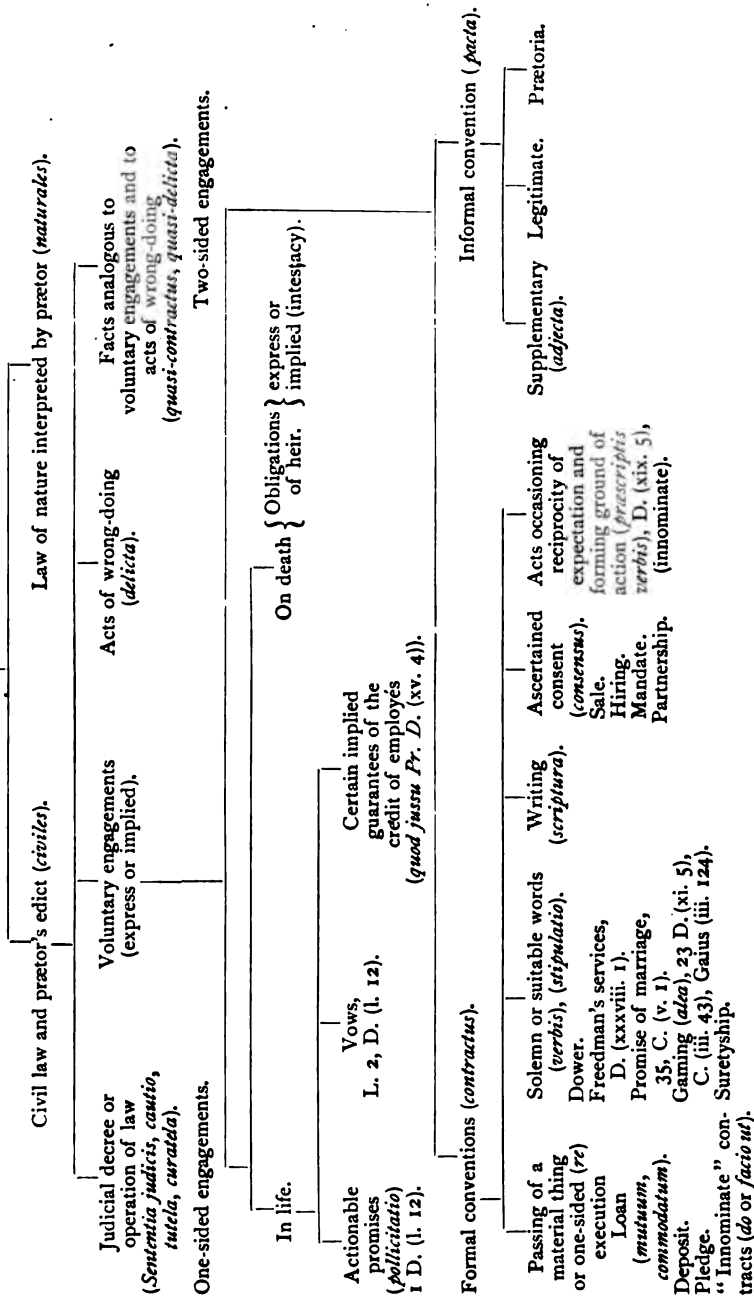 Civil law and prætor's edict (civiles).
Law of nature interpreted by prætor (naturales).
Judicial decree or
operation of law
(Sententia judicis, cautio,
tutela, curatela).
Voluntary engagements
(express or implied).
Acts of wrong-doing
(delicta).
Facts analogous to
voluntary engagements and to
acts of wrong-doing
(quasi-contractus, quasi-delicta).
One-sided engagements.
Two-sided engagements.
In life.
On death { Obligations } express or
of heir. } implied (intestacy).
Actionable
promises
(pollicitatio)
1 D. (l. 12).
Vows,
L. 2, D. (l. 12).
Certain implied
guarantees of the
credit of employés
(quod jussu Pr. D. (xv. 4)).
Formal conventions (contractus).
Informal convention (pacta).
Passing of a
material thing
or one-sided (re)
execution
Loan
(mutuum,
commodatum).
Deposit.
Pledge.
"Innominate" con-
tracts (do or facio ut).
Solemn or suitable words
(verbis), (stipulatio).
Dower.
Freedman's services,
D. (xxxviii. 1).
Promise of marriage,
35, C. (v. 1).
Gaming (alea), 23 D. (xi. 5),
C. (iii. 43), Gaius (iii. 124).
Suretyship.
Writing
(scriptura).
Ascertained
consent
(consensus).
Sale.
Hiring.
Mandate.
Partnership.
Acts occasioning
reciprocity of
expectation and
forming ground of
action (præscriptis
verbis), D. (xix. 5),
(innominate).
Supplementary
(adjecta).
Legitimate.
Prætoria.